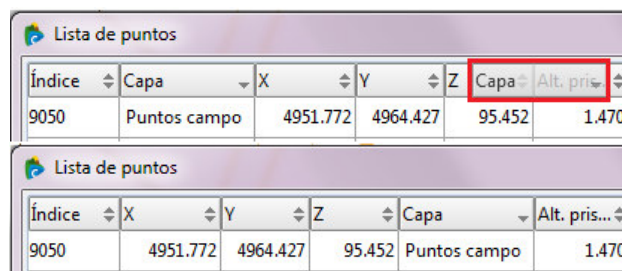 Lista de puntos
Índice Capa X Y Z Capa Alt. pris...
9050 Puntos campo 4951.772 4964.427 95.452 1.470
Lista de puntos
Índice X Y Z Capa Alt. pris...
9050 4951.772 4964.427 95.452 Puntos campo 1.470